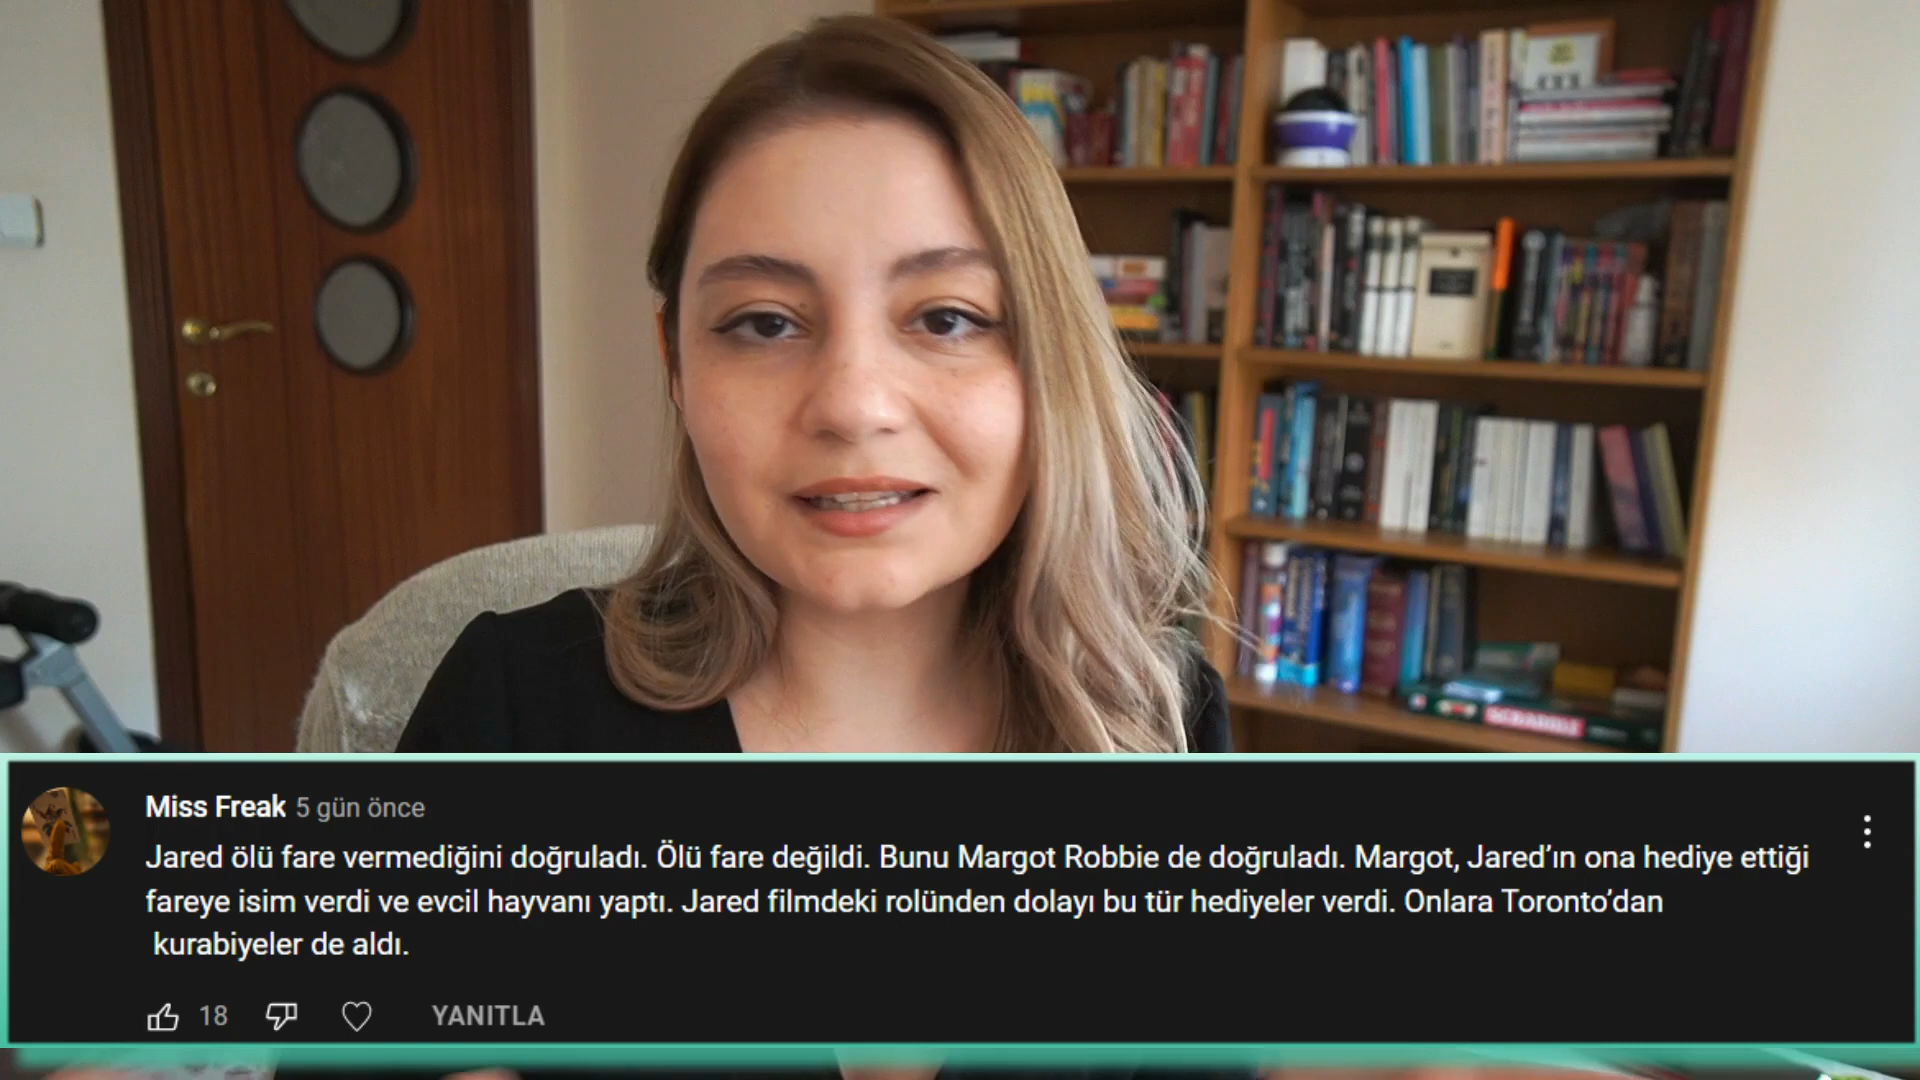 SCRABBLE
Miss Freak 5 gün önce
Jared ölü fare vermediğini doğruladı. Ölü fare değildi. Bunu Margot Robbie de doğruladı. Margot, Jared’ın ona hediye ettiği
fareye isim verdi ve evcil hayvanı yaptı. Jared filmdeki rolünden dolayı bu tür hediyeler verdi. Onlara Toronto’dan
kurabiyeler de aldı.
18 YANITLA